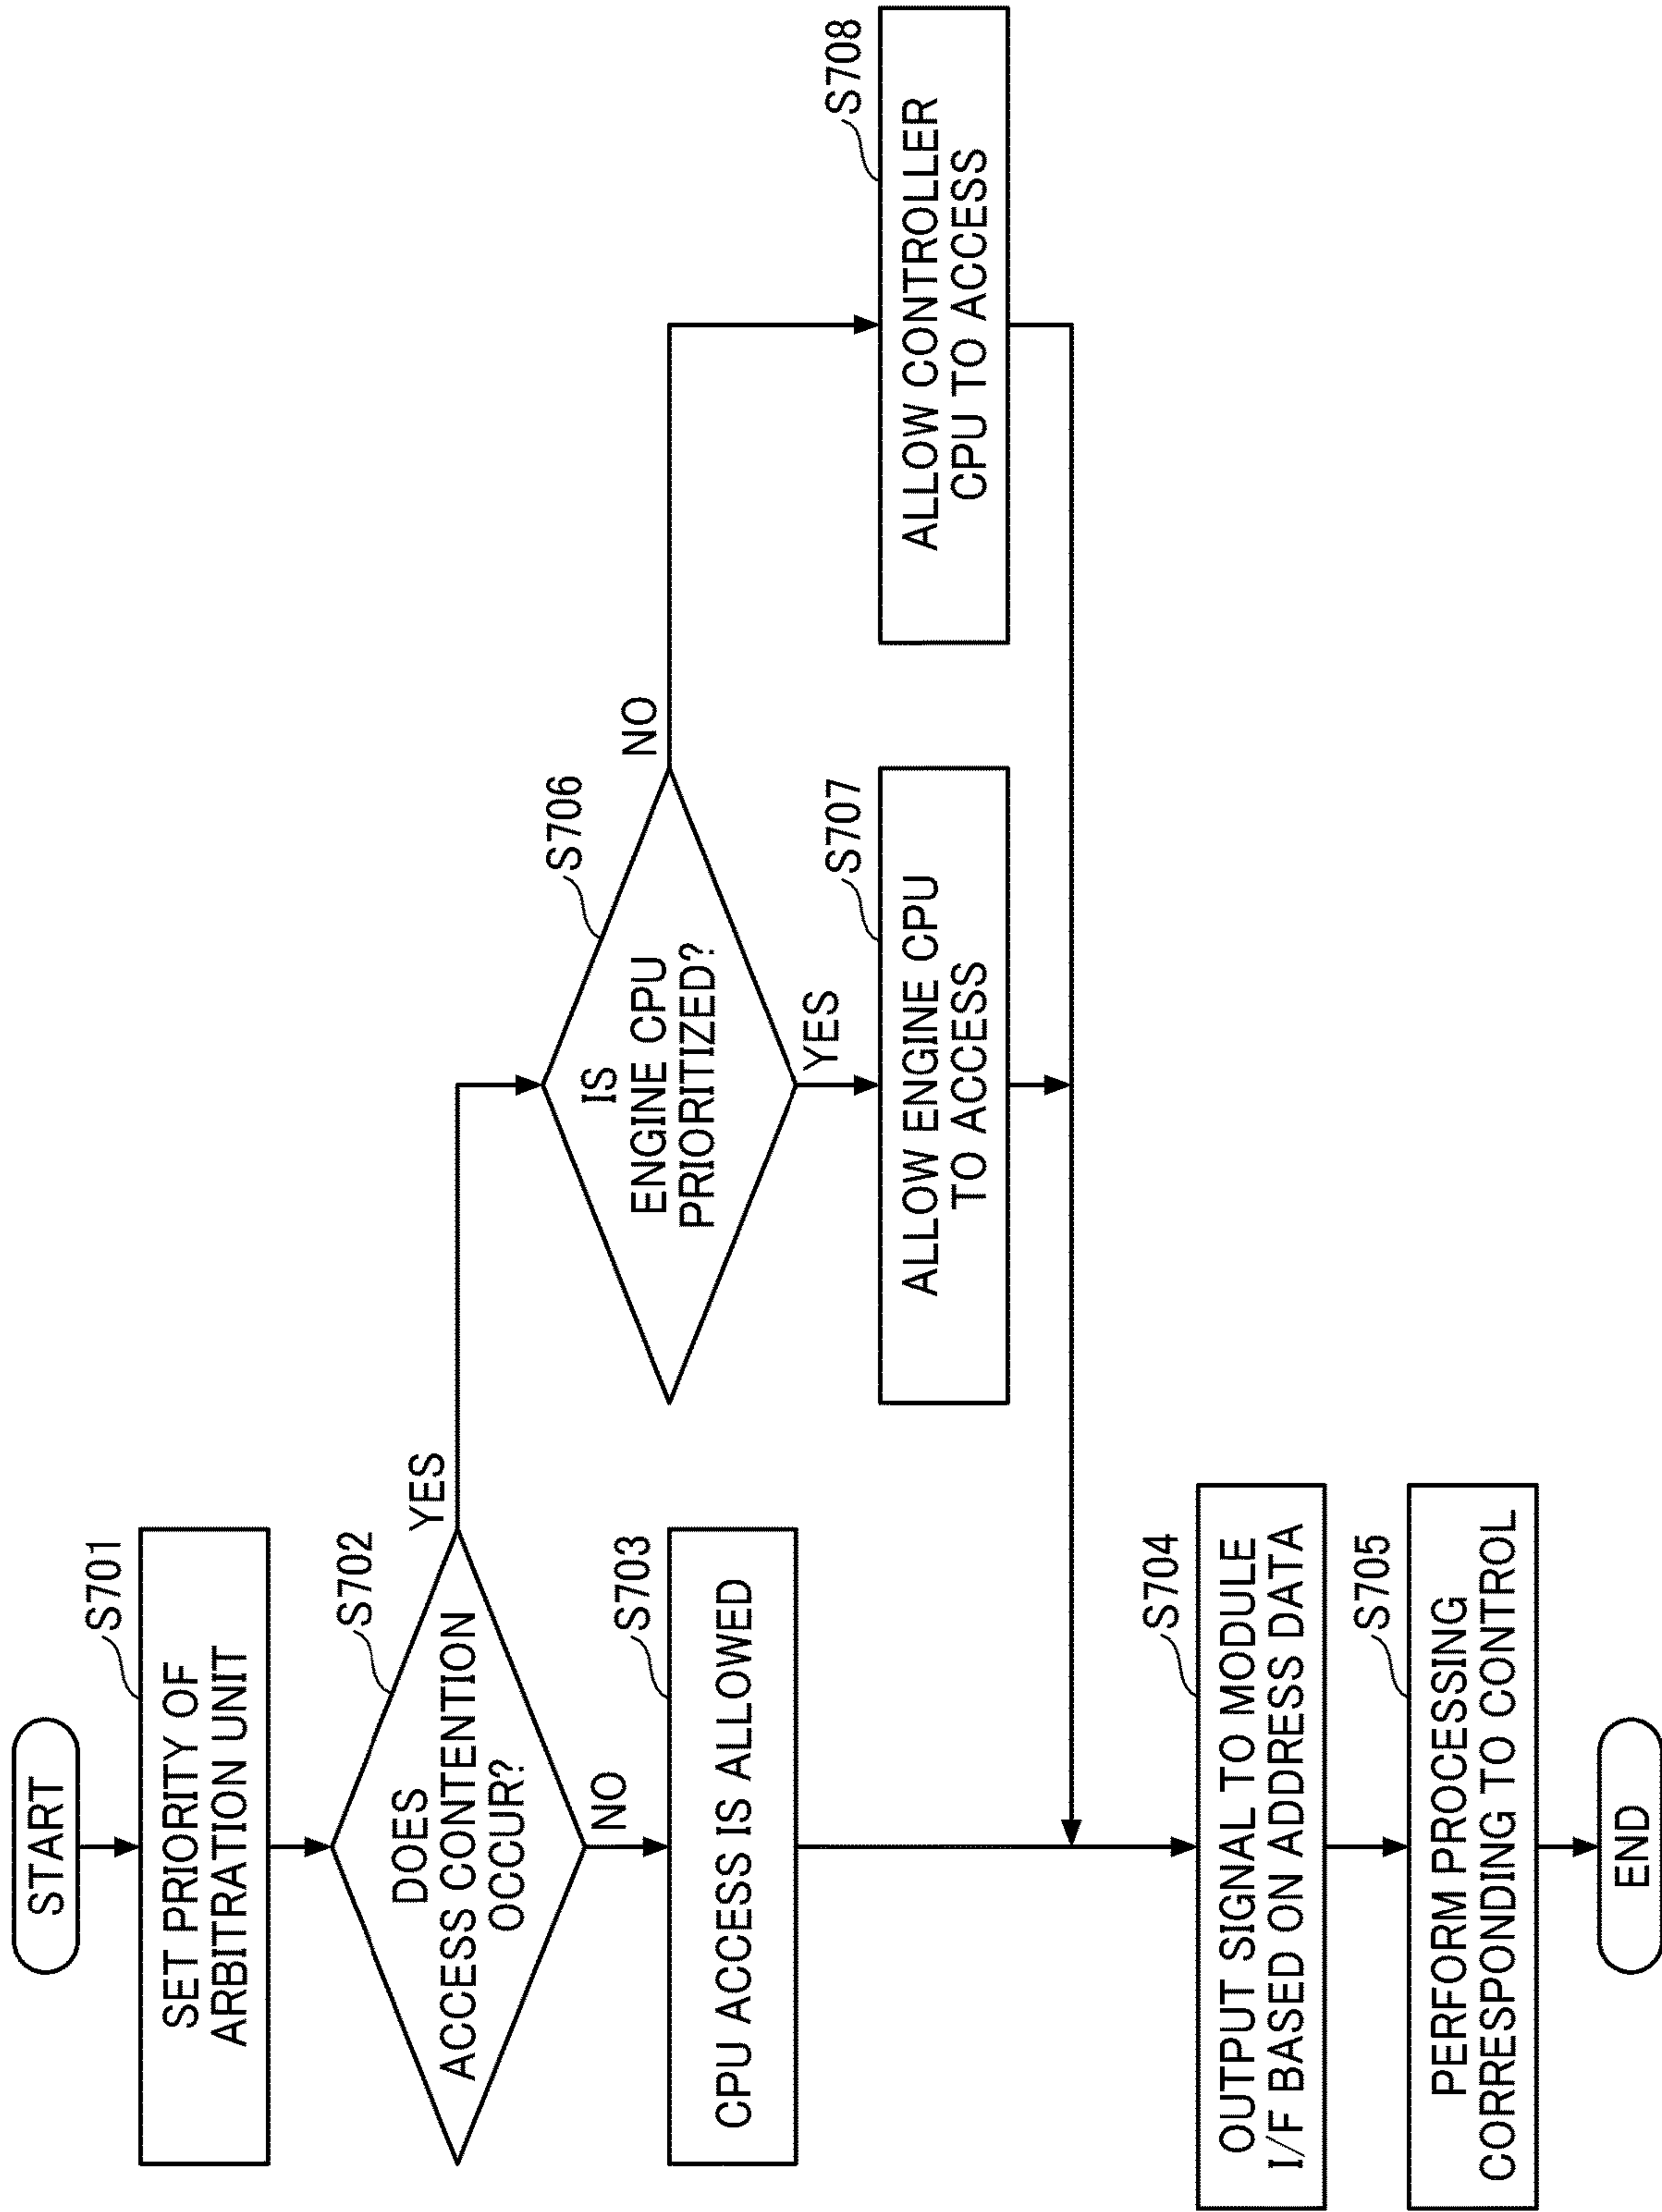 START
S701
SET PRIORITY OF
ARBITRATION UNIT
S702
DOES
ACCESS CONTENTION
OCCUR?
YES
NO
S703
CPU ACCESS IS ALLOWED
S706
IS
ENGINE CPU
PRIORITIZED?
NO
YES
S707
ALLOW ENGINE CPU
TO ACCESS
S708
ALLOW CONTROLLER
CPU TO ACCESS
S704
OUTPUT SIGNAL TO MODULE
I/F BASED ON ADDRESS DATA
S705
PERFORM PROCESSING
CORRESPONDING TO CONTROL
END